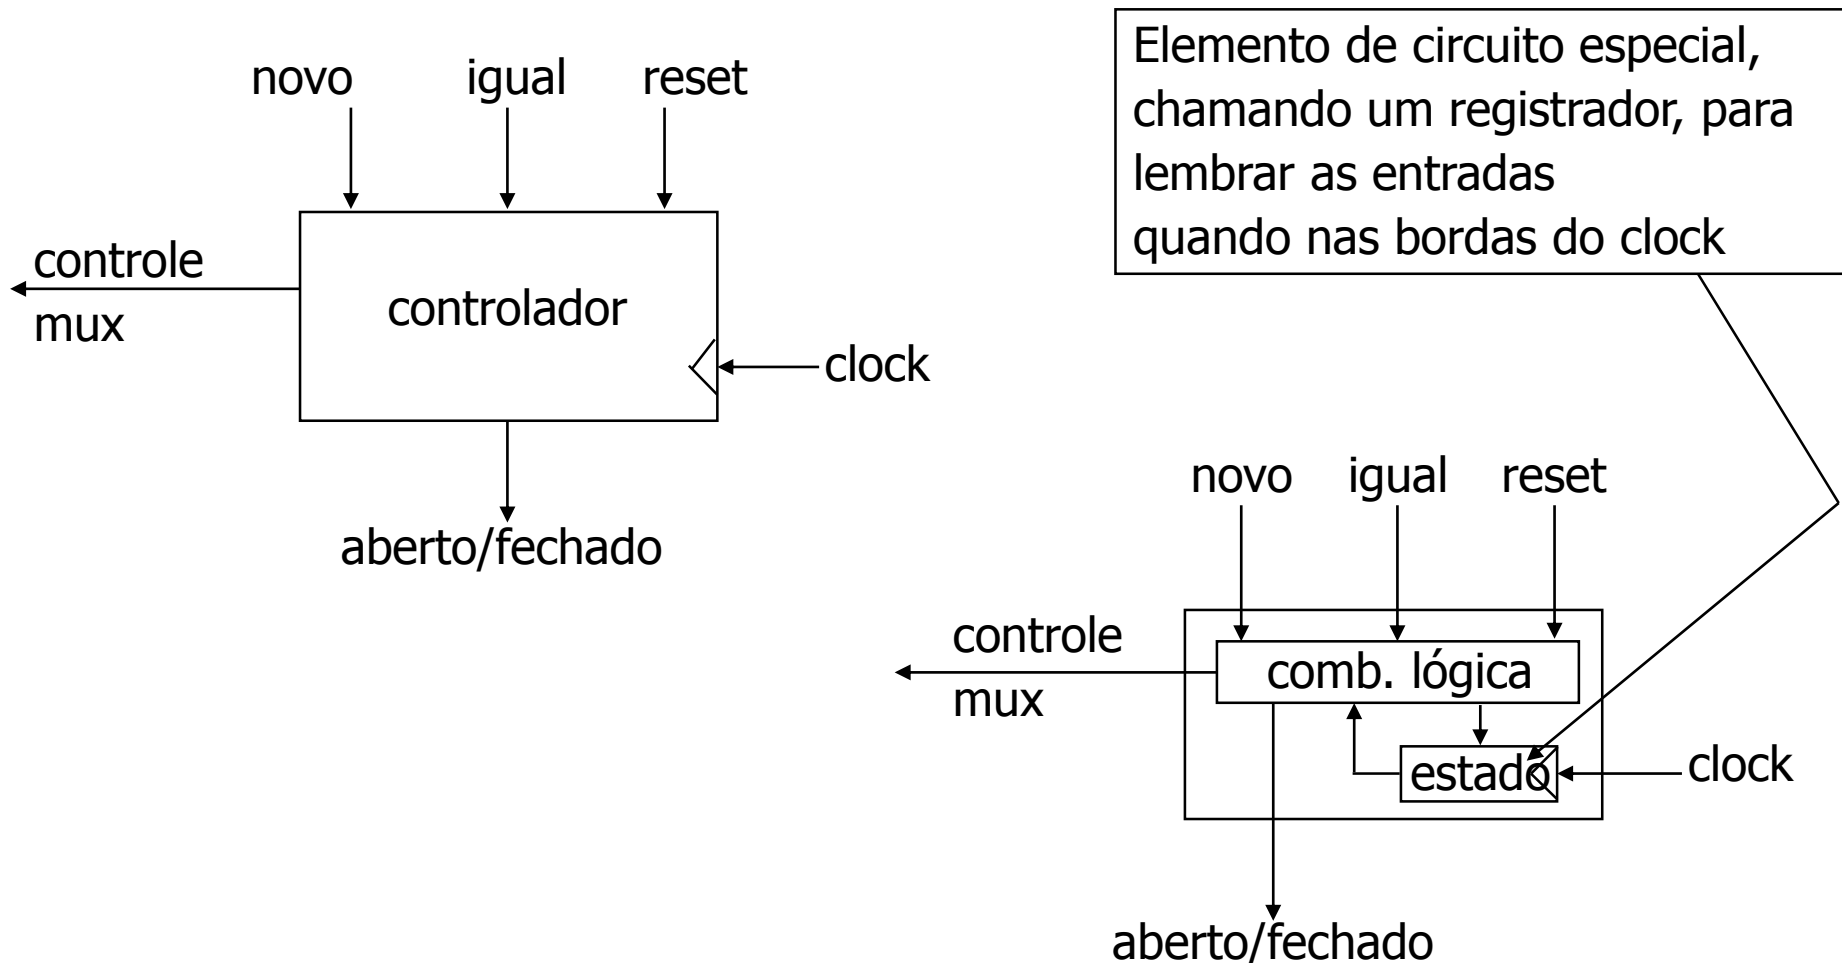 novo igual reset
controle
mux
controlador
clock
aberto/fechado
Elemento de circuito especial,
chamando um registrador, para
lembrar as entradas
quando nas bordas do clock
novo igual reset
controle
mux
comb. lógica
estado
clock
aberto/fechado